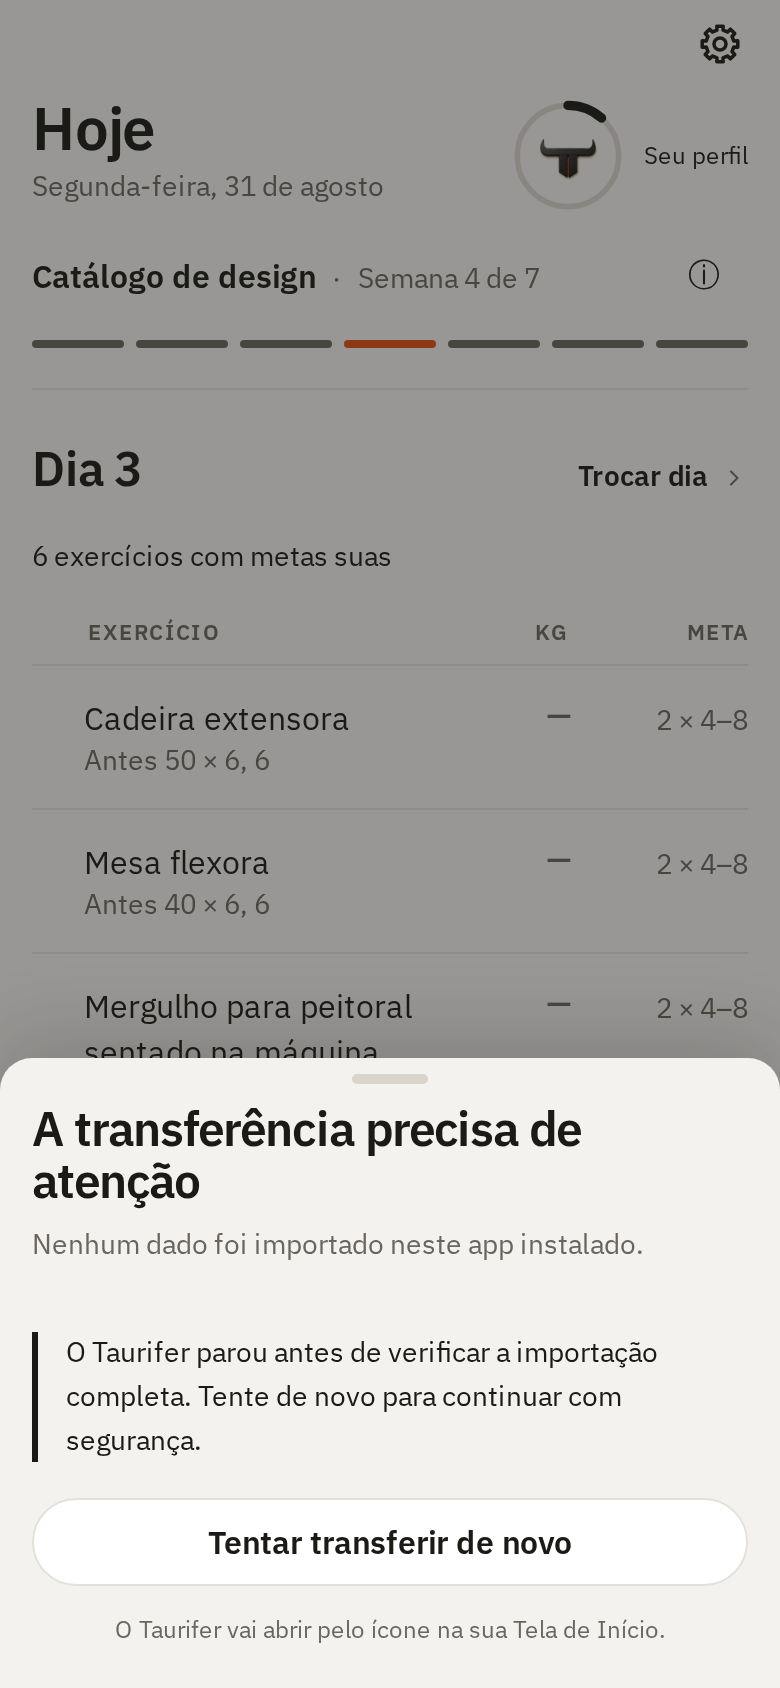 Hoje
Segunda-feira, 31 de agosto
Seu perfil
Catálogo de design · Semana 4 de 7
Dia 3
Trocar dia
6 exercícios com metas suas
EXERCÍCIO KG META
Cadeira extensora — 2 × 4–8
Antes 50 × 6, 6
Mesa flexora — 2 × 4–8
Antes 40 × 6, 6
Mergulho para peitoral — 2 × 4–8
sentado na máquina
A transferência precisa de
atenção
Nenhum dado foi importado neste app instalado.
O Taurifer parou antes de verificar a importação
completa. Tente de novo para continuar com
segurança.
Tentar transferir de novo
O Taurifer vai abrir pelo ícone na sua Tela de Início.